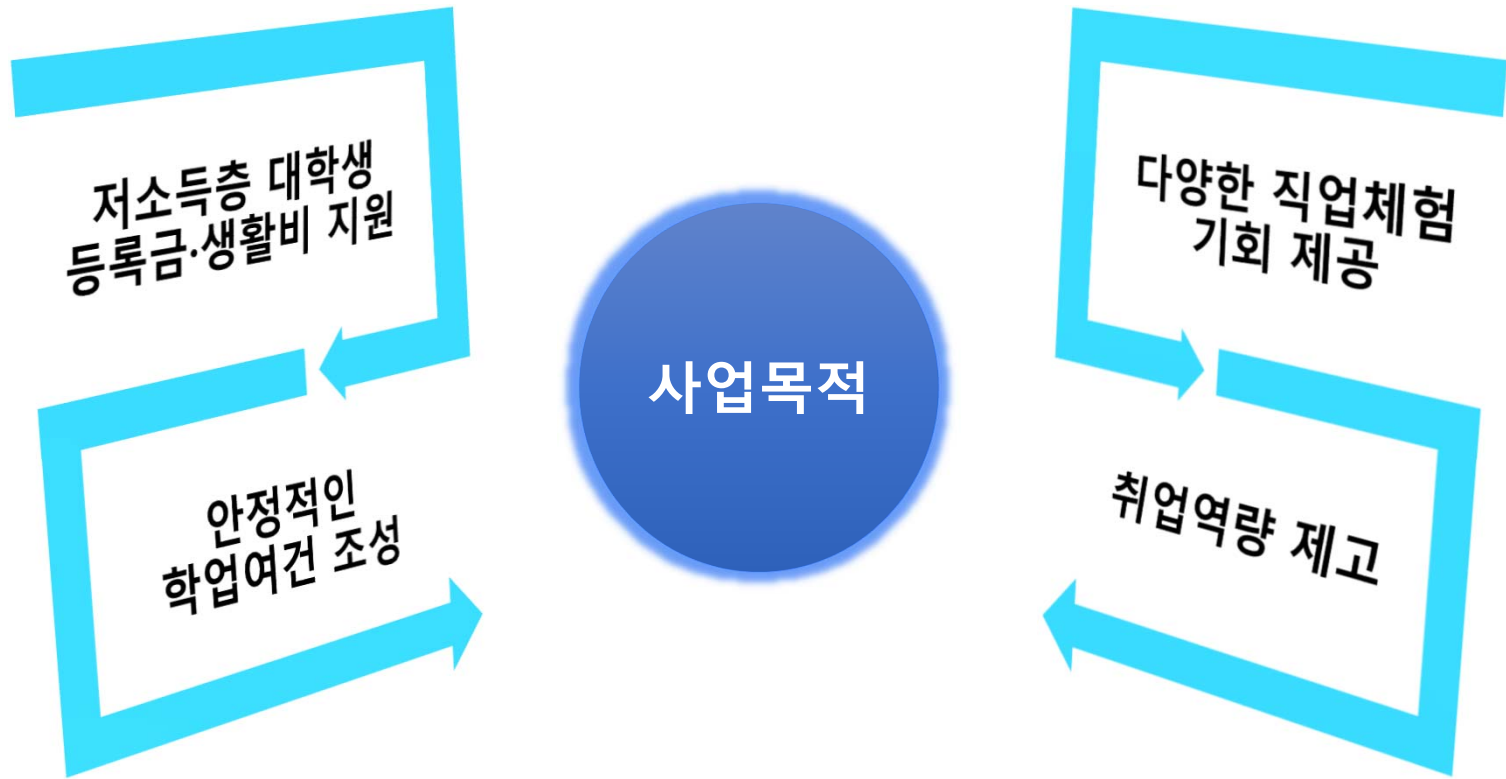 저소득층 대학생
등록금·생활비 지원
안정적인
학업여건 조성
사업목적
다양한 직업체험
기회 제공
취업역량 제고